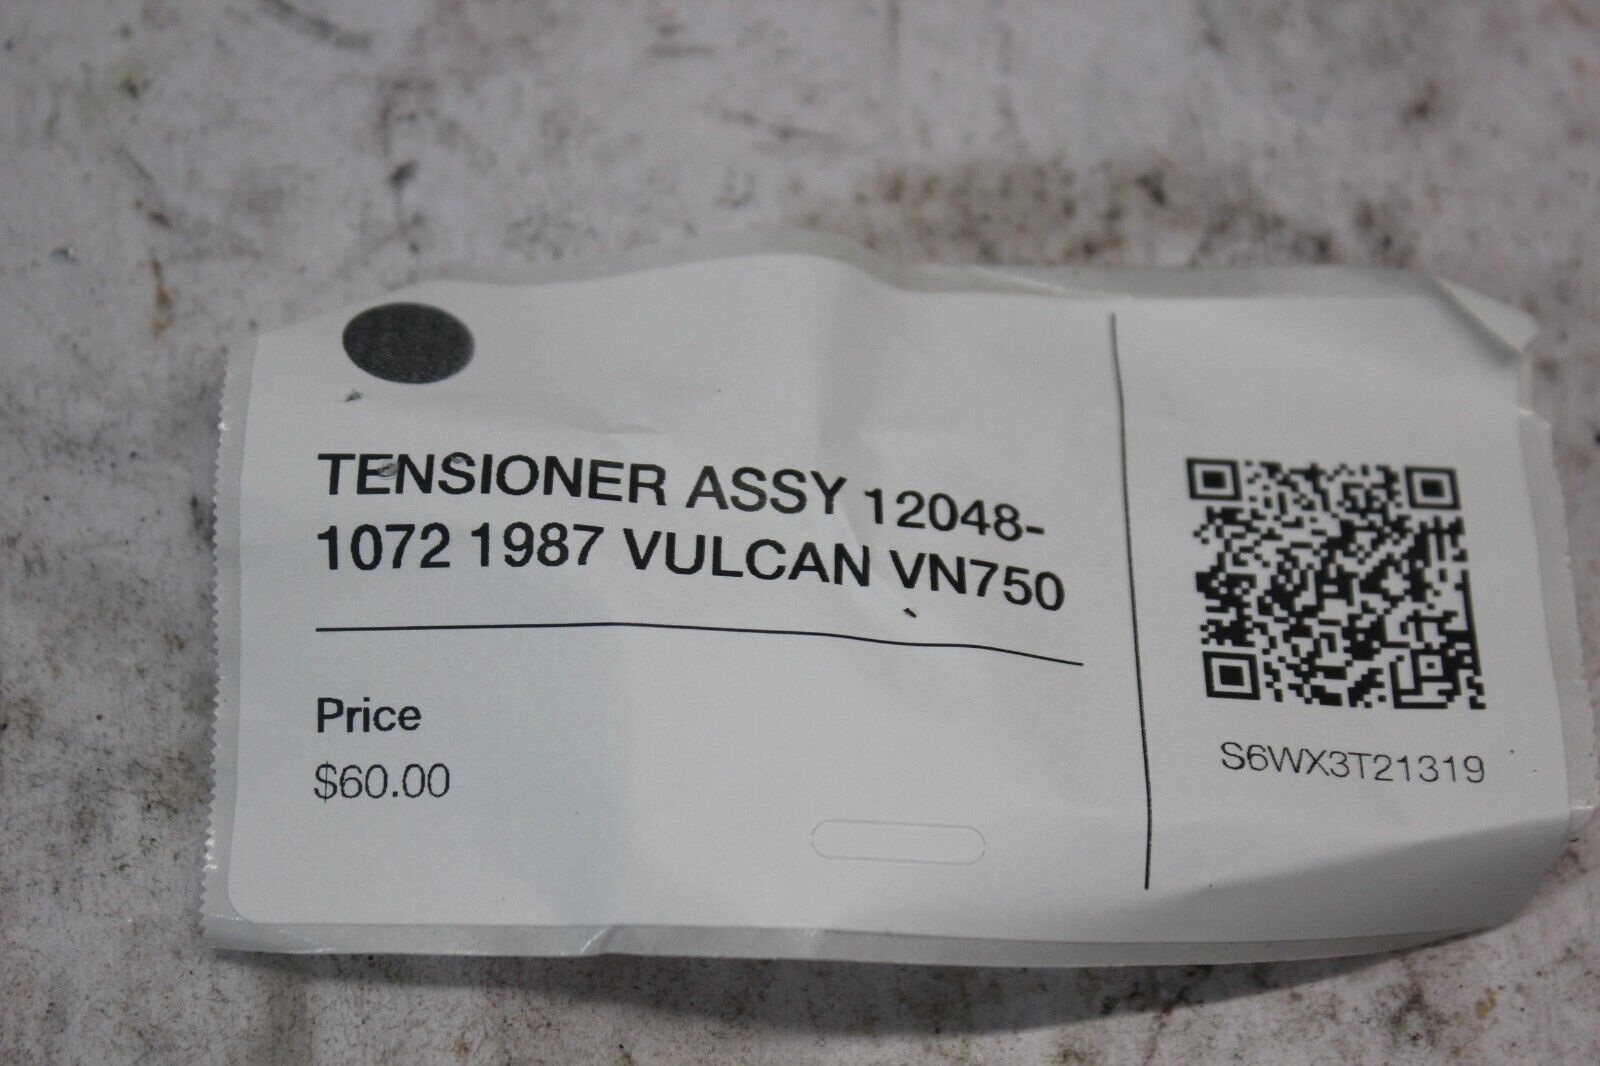 TENSIONER ASSY 12048-
1072 1987 VULCAN VN750
Price
$60.00
S6WX3T21319